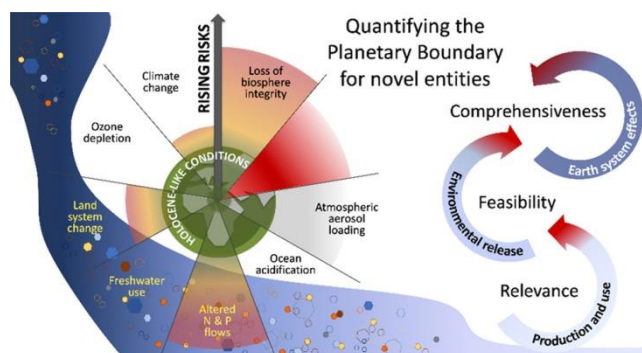 Quantifying the
Planetary Boundary
for novel entities
RISING RISKS
Climate
change
Loss of
biosphere
integrity
Ozone
depletion
HOLOCENE-LIKE CONDITIONS
Land
system
change
Atmospheric
aerosol
loading
Freshwater
use
Ocean
acidification
Altered
N & P
flows
Comprehensiveness
Earth system effects
Feasibility
Environmental release
Relevance
Production and use